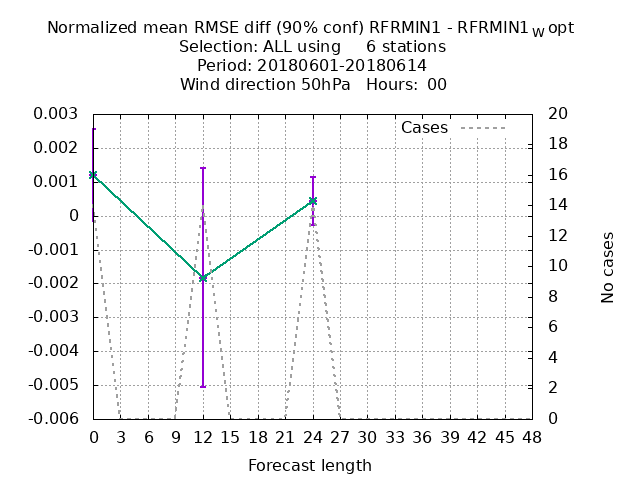 Normalized mean RMSE diff (90% conf) RFRMIN1 - RFRMIN1W opt
Selection: ALL using 6 stations
Period: 20180601-20180614
Wind direction 50hPa Hours: 00
0.003
0.002
0.001
0
-0.001
-0.002
-0.003
-0.004
-0.005
-0.006
Cases
20
18
16
14
12
10
8
6
4
2
0
No cases
0 3 6 9 12 15 18 21 24 27 30 33 36 39 42 45 48
Forecast length